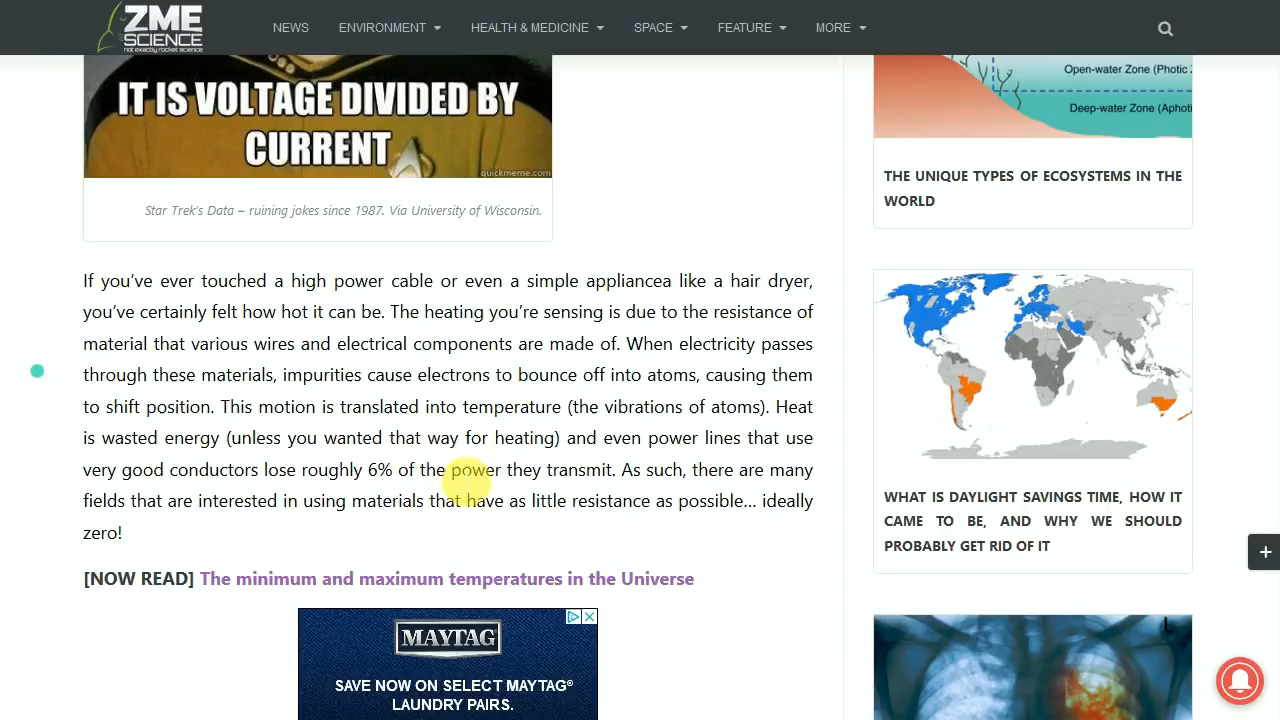 ZME
SCIENCE
not exactly rocket science
NEWS
ENVIRONMENT
HEALTH & MEDICINE
SPACE
FEATURE
MORE
IT IS VOLTAGE DIVIDED BY
CURRENT
quickmeme.com
Star Trek's Data – ruining jokes since 1987. Via University of Wisconsin.
If you've ever touched a high power cable or even a simple appliancea like a hair dryer,
you've certainly felt how hot it can be. The heating you're sensing is due to the resistance of
material that various wires and electrical components are made of. When electricity passes
through these materials, impurities cause electrons to bounce off into atoms, causing them
to shift position. This motion is translated into temperature (the vibrations of atoms). Heat
is wasted energy (unless you wanted that way for heating) and even power lines that use
very good conductors lose roughly 6% of the power they transmit. As such, there are many
fields that are interested in using materials that have as little resistance as possible… ideally
zero!
[NOW READ] The minimum and maximum temperatures in the Universe
MAYTAG
SAVE NOW ON SELECT MAYTAG®
LAUNDRY PAIRS.
Open-water Zone (Photic
Deep-water Zone (Aphoti
THE UNIQUE TYPES OF ECOSYSTEMS IN THE
WORLD
WHAT IS DAYLIGHT SAVINGS TIME, HOW IT
CAME TO BE, AND WHY WE SHOULD
PROBABLY GET RID OF IT
L